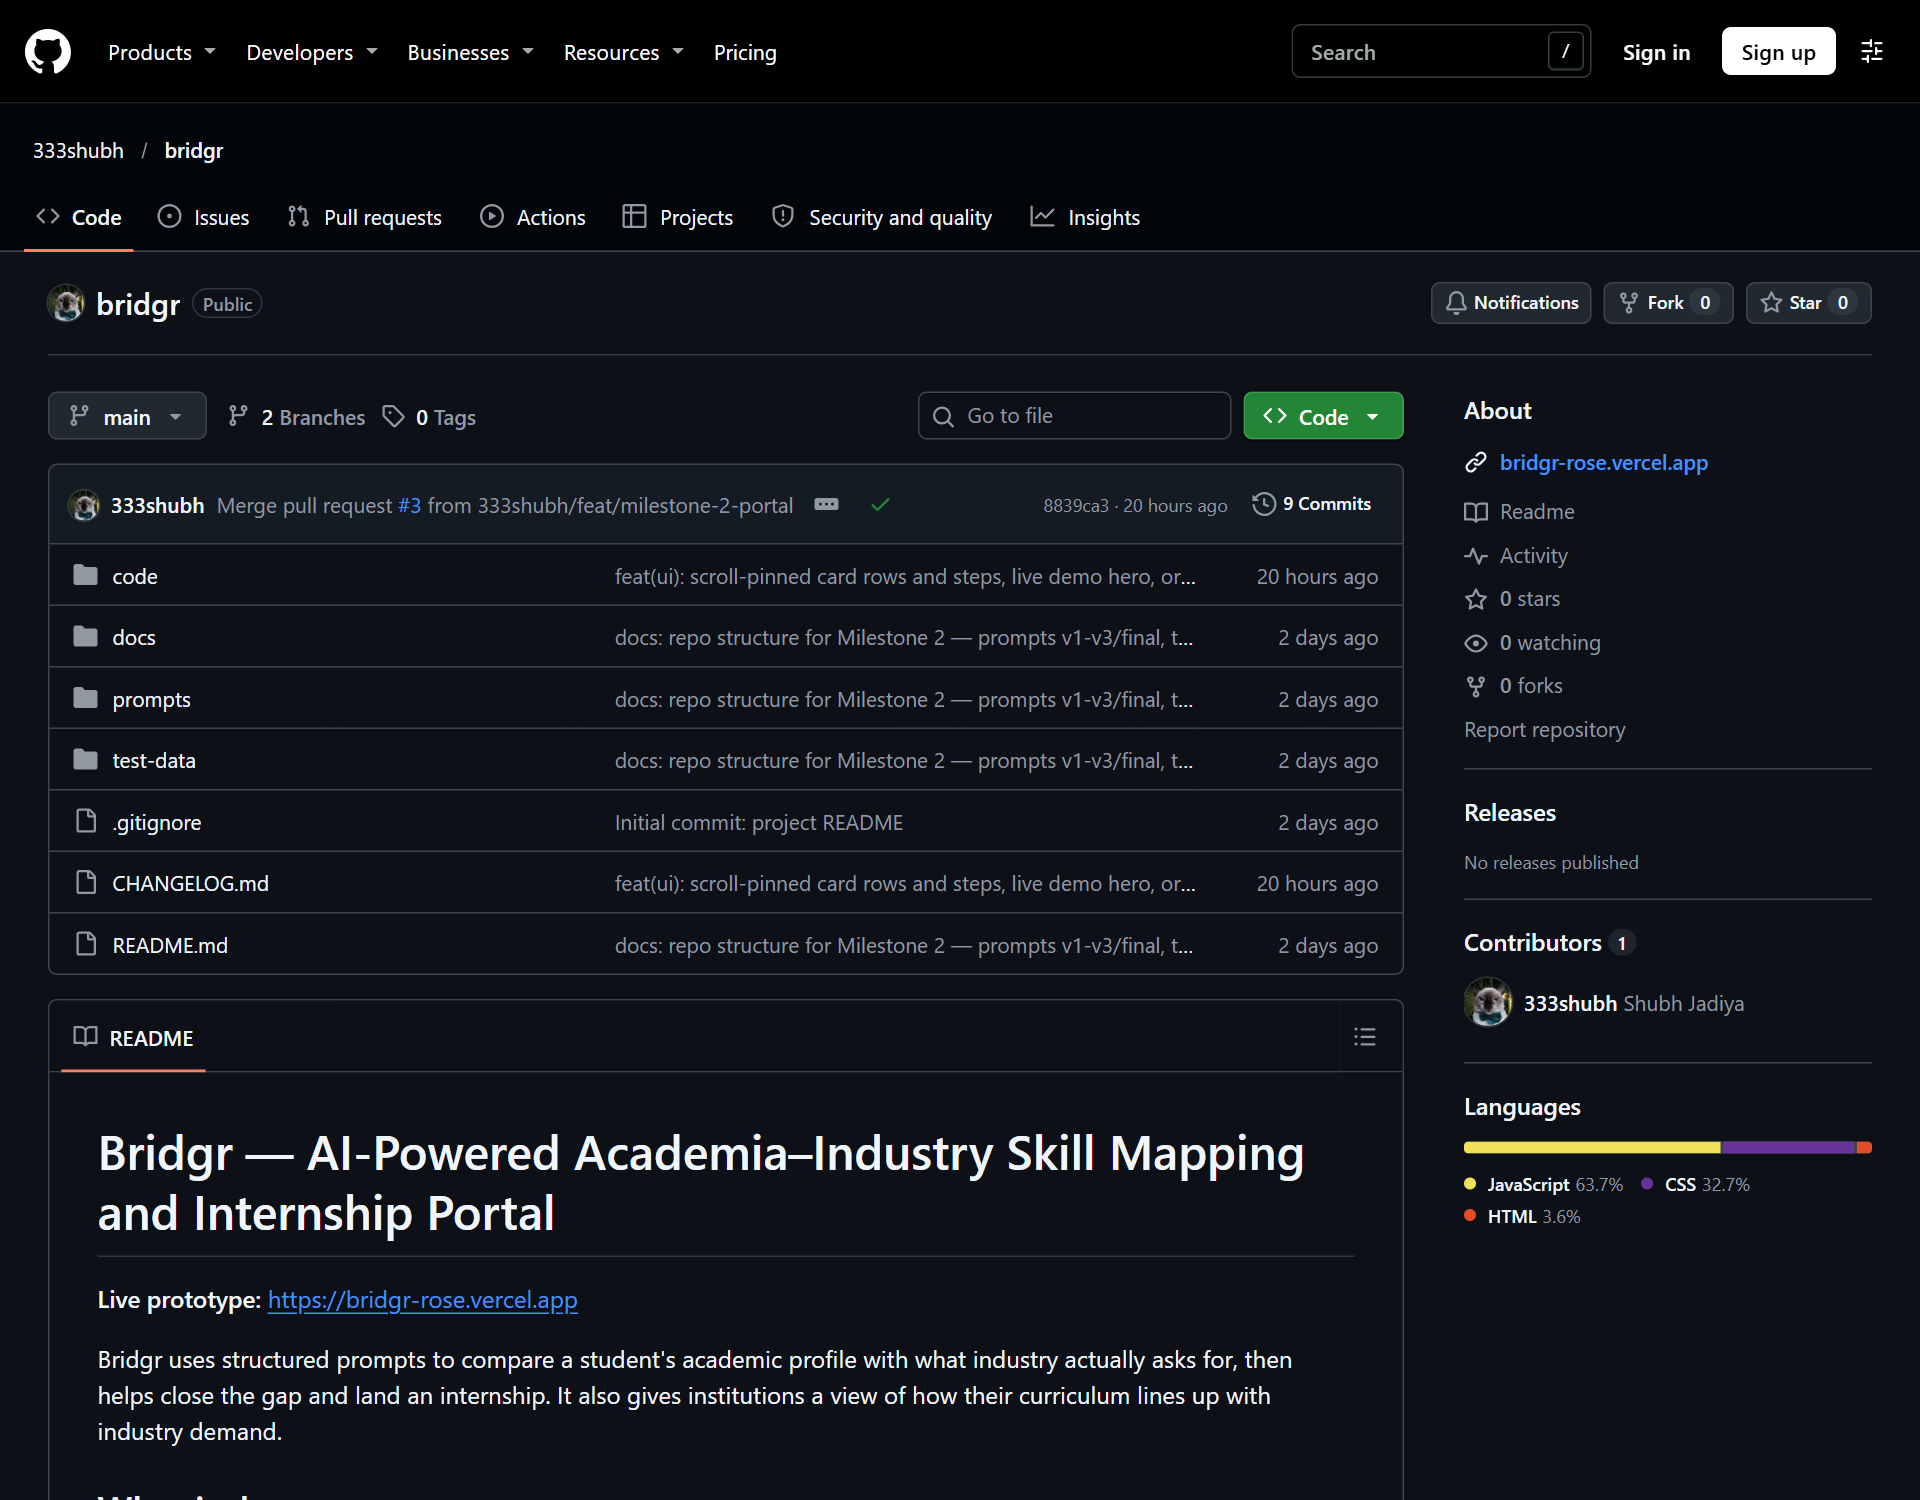 Products
Developers
Businesses
Resources
Pricing
Search
/
Sign in
Sign up
333shubh / bridgr
Code
Issues
Pull requests
Actions
Projects
Security and quality
Insights
bridgr
Public
Notifications
Fork 0
Star 0
main
2 Branches
0 Tags
Go to file
Code
333shubh Merge pull request #3 from 333shubh/feat/milestone-2-portal
8839ca3 · 20 hours ago
9 Commits
code
feat(ui): scroll-pinned card rows and steps, live demo hero, or...
20 hours ago
docs
docs: repo structure for Milestone 2 — prompts v1-v3/final, t...
2 days ago
prompts
docs: repo structure for Milestone 2 — prompts v1-v3/final, t...
2 days ago
test-data
docs: repo structure for Milestone 2 — prompts v1-v3/final, t...
2 days ago
.gitignore
Initial commit: project README
2 days ago
CHANGELOG.md
feat(ui): scroll-pinned card rows and steps, live demo hero, or...
20 hours ago
README.md
docs: repo structure for Milestone 2 — prompts v1-v3/final, t...
2 days ago
README
Bridgr — AI-Powered Academia–Industry Skill Mapping
and Internship Portal
Live prototype: https://bridgr-rose.vercel.app
Bridgr uses structured prompts to compare a student's academic profile with what industry actually asks for, then
helps close the gap and land an internship. It also gives institutions a view of how their curriculum lines up with
industry demand.
About
bridgr-rose.vercel.app
Readme
Activity
0 stars
0 watching
0 forks
Report repository
Releases
No releases published
Contributors 1
333shubh Shubh Jadiya
Languages
JavaScript 63.7%
CSS 32.7%
HTML 3.6%